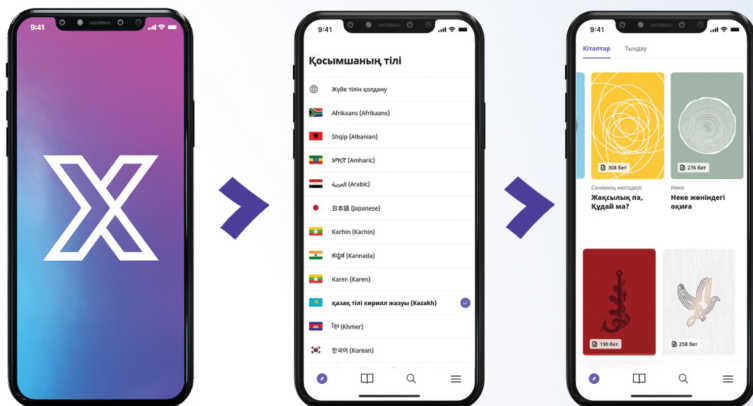 9:41
9:41
Қосымшаның тілі
Жүйе тілін қолдану
Afrikaans (Afrikaans)
Shqip (Albanian)
አማርኛ (Amharic)
العربية (Arabic)
日本語 (Japanese)
Kachin (Kachin)
ಕನ್ನಡ (Kannada)
Karen (Karen)
қазақ тілі кирилл жазуы (Kazakh)
ខ្មែរ (Khmer)
한국어 (Korean)
9:41
Кітаптар
Тыңдау
308 бет
276 бет
Сенімнің негіздері
Неке
Жақсылық па,
Құдай ма?
Неке жөніндегі
оқиға
190 бет
258 бет